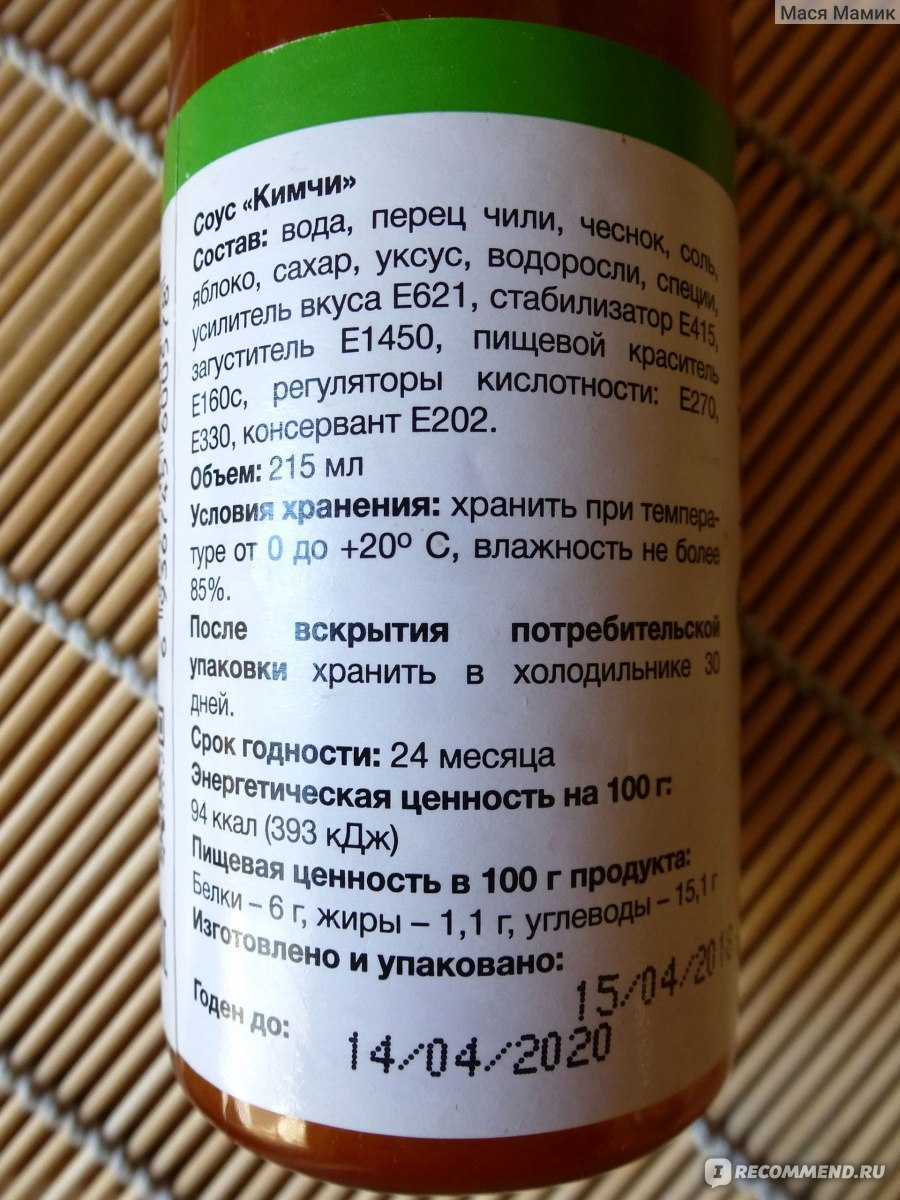 Мася Мамик
Соус «Кимчи»
Состав: вода, перец чили, чеснок, соль,
яблоко, сахар, уксус, водоросли, специи,
усилитель вкуса Е621, стабилизатор Е415,
загуститель Е1450, пищевой краситель
Е160с, регуляторы кислотности: Е270,
Е330, консервант Е202.
Объем: 215 мл
Условия хранения: хранить при темпера-
туре от 0 до +20º С, влажность не более
85%.
После вскрытия потребительской
упаковки хранить в холодильнике 30
дней.
Срок годности: 24 месяца
Энергетическая ценность на 100 г:
94 ккал (393 кДж)
Пищевая ценность в 100 г продукта:
Белки – 6 г, жиры – 1,1 г, углеводы – 15,1 г
Изготовлено и упаковано:
15/04/201
Годен до:
14/04/2020
IRECOMMEND.RU